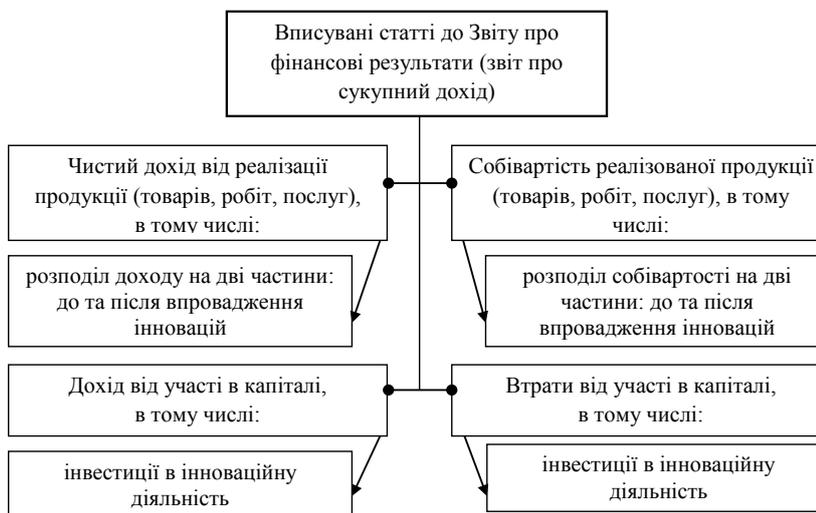 Вписувані статті до Звіту про
фінансові результати (звіт про
сукупний дохід)
Чистий дохід від реалізації
продукції (товарів, робіт, послуг),
в тому числі:
Собівартість реалізованої продукції
(товарів, робіт, послуг), в тому
числі:
розподіл доходу на дві частини:
до та після впровадження
інновацій
розподіл собівартості на дві
частини: до та після
впровадження інновацій
Дохід від участі в капіталі,
в тому числі:
Втрати від участі в капіталі,
в тому числі:
інвестиції в інноваційну
діяльність
інвестиції в інноваційну
діяльність